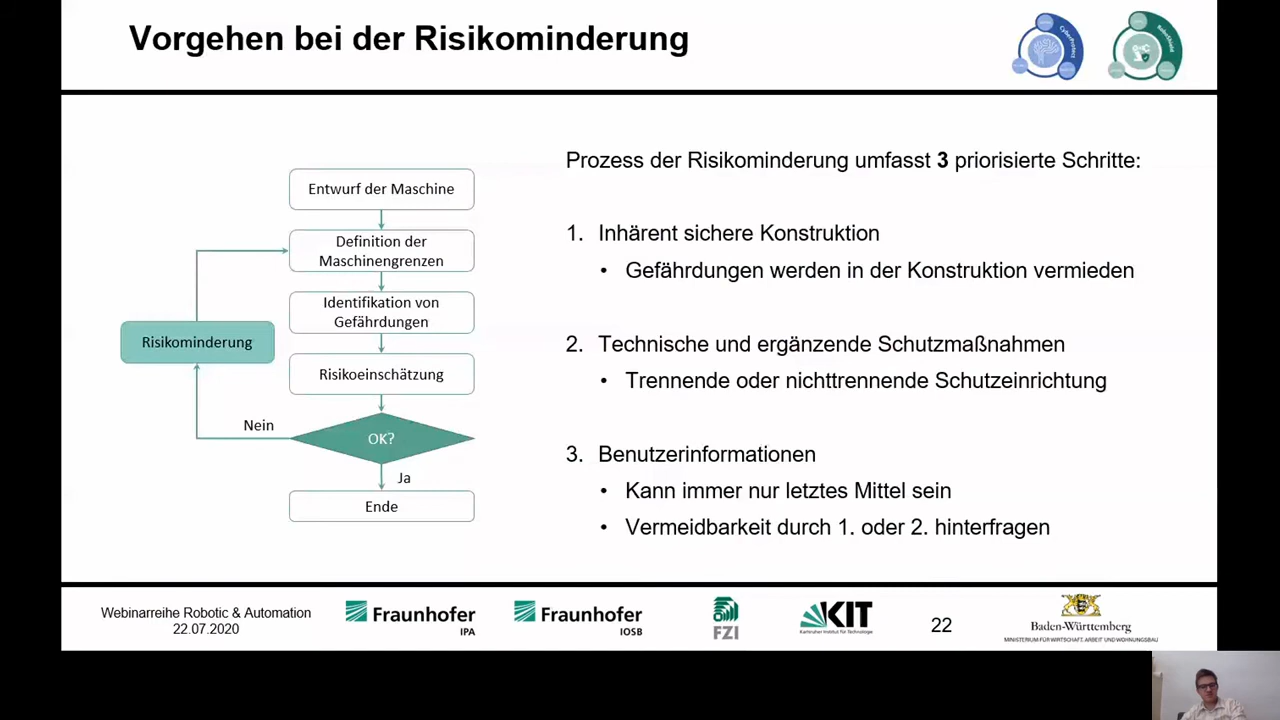 Vorgehen bei der Risikominderung
Entwurf der Maschine
Definition der
Maschinengrenzen
Identifikation von
Gefährdungen
Risikominderung
Risikoeinschätzung
Nein
OK?
Ja
Ende
Prozess der Risikominderung umfasst 3 priorisierte Schritte:
1. Inhärent sichere Konstruktion
• Gefährdungen werden in der Konstruktion vermieden
2. Technische und ergänzende Schutzmaßnahmen
• Trennende oder nichttrennende Schutzeinrichtung
3. Benutzerinformationen
• Kann immer nur letztes Mittel sein
• Vermeidbarkeit durch 1. oder 2. hinterfragen
Webinarreihe Robotic & Automation
22.07.2020
Fraunhofer
IPA
Fraunhofer
IOSB
FZI
KIT
Karlsruher Institut für Technologie
22
Baden-Württemberg
MINISTERIUM FÜR WIRTSCHAFT, ARBEIT UND WOHNUNGSBAU